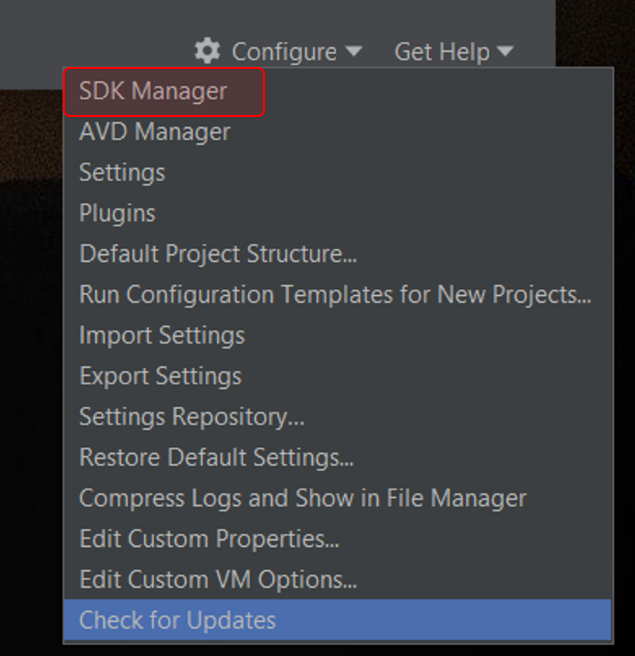 Configure Get Help
SDK Manager
AVD Manager
Settings
Plugins
Default Project Structure...
Run Configuration Templates for New Projects...
Import Settings
Export Settings
Settings Repository...
Restore Default Settings...
Compress Logs and Show in File Manager
Edit Custom Properties...
Edit Custom VM Options...
Check for Updates